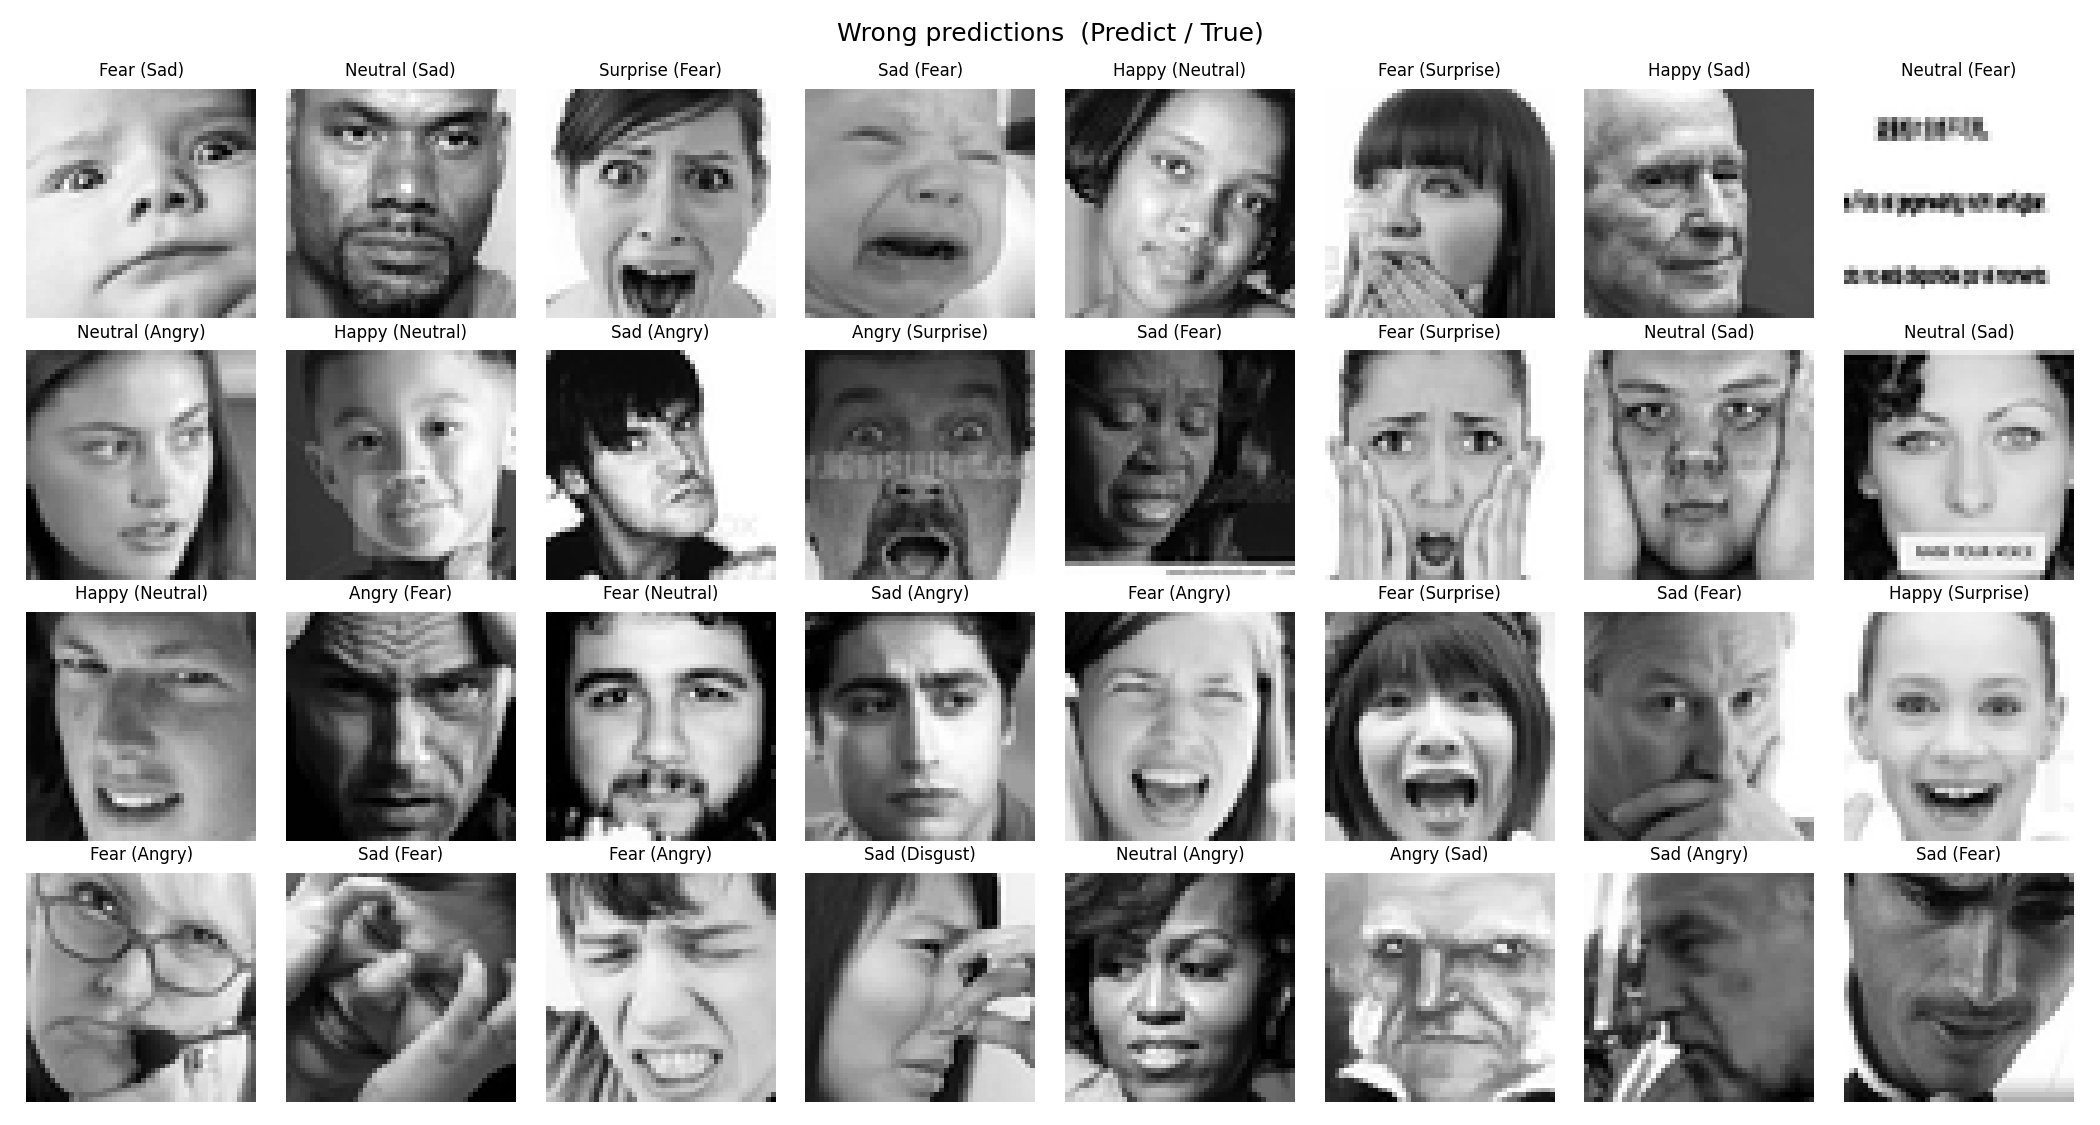 Wrong predictions  (Predict / True)
Fear (Sad)
Neutral (Sad)
Surprise (Fear)
Sad (Fear)
Happy (Neutral)
Fear (Surprise)
Happy (Sad)
Neutral (Fear)
Neutral (Angry)
Happy (Neutral)
Sad (Angry)
Angry (Surprise)
Sad (Fear)
Fear (Surprise)
Neutral (Sad)
Neutral (Sad)
YOUR VOICE
Happy (Neutral)
Angry (Fear)
Fear (Neutral)
Sad (Angry)
Fear (Angry)
Fear (Surprise)
Sad (Fear)
Happy (Surprise)
Fear (Angry)
Sad (Fear)
Fear (Angry)
Sad (Disgust)
Neutral (Angry)
Angry (Sad)
Sad (Angry)
Sad (Fear)